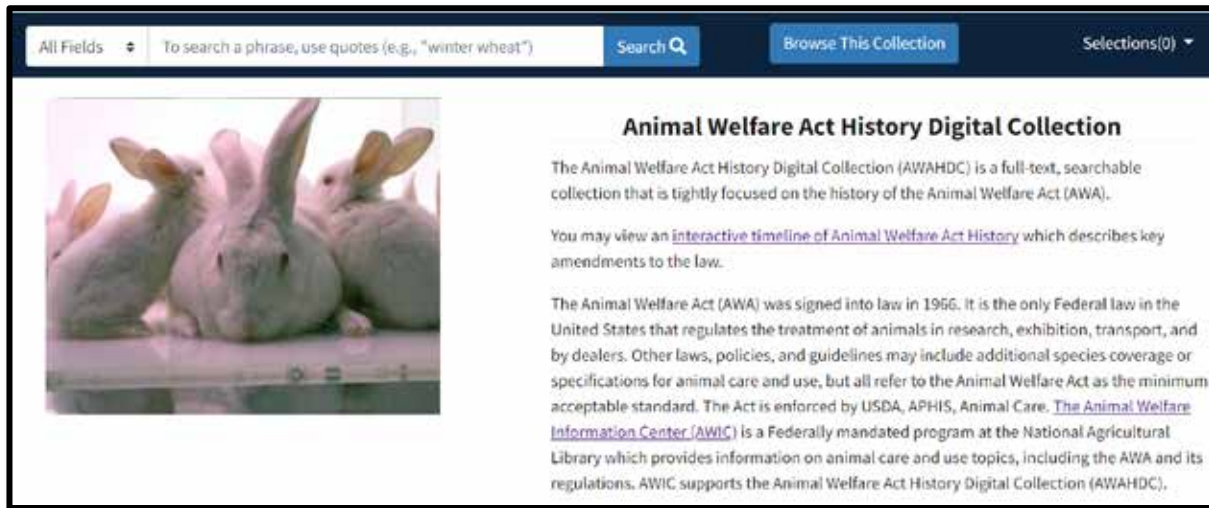 All Fields To search a phrase, use quotes (e.g., "winter wheat") Search Browse This Collection Selections(0)
Animal Welfare Act History Digital Collection
The Animal Welfare Act History Digital Collection (AWAHDC) is a full-text, searchable
collection that is tightly focused on the history of the Animal Welfare Act (AWA).
You may view an interactive timeline of Animal Welfare Act History which describes key
amendments to the law.
The Animal Welfare Act (AWA) was signed into law in 1966. It is the only Federal law in the
United States that regulates the treatment of animals in research, exhibition, transport, and
by dealers. Other laws, policies, and guidelines may include additional species coverage or
specifications for animal care and use, but all refer to the Animal Welfare Act as the minimum
acceptable standard. The Act is enforced by USDA, APHIS, Animal Care. The Animal Welfare
Information Center (AWIC) is a Federally mandated program at the National Agricultural
Library which provides information on animal care and use topics, including the AWA and its
regulations. AWIC supports the Animal Welfare Act History Digital Collection (AWAHDC).